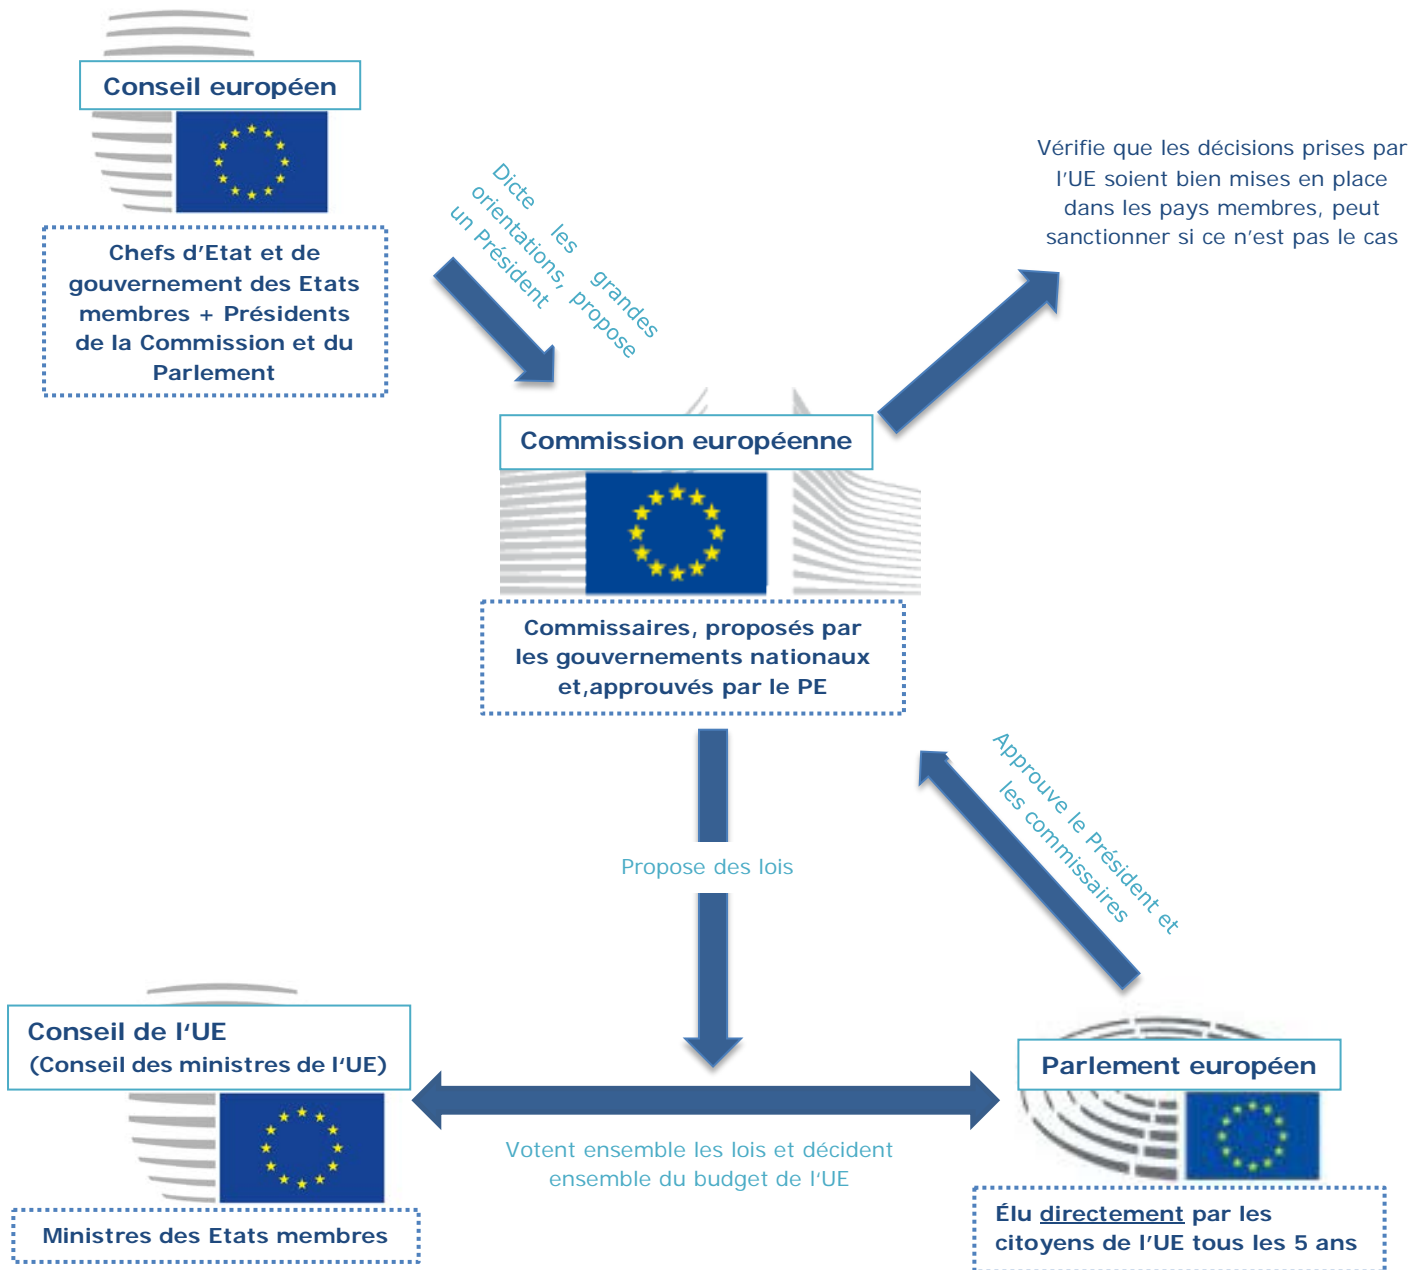 Conseil européen
Chefs d'Etat et de
gouvernement des Etats
membres + Présidents
de la Commission et du
Parlement
Dicte les grandes
orientations, propose
un Président
Vérifie que les décisions prises par
l'UE soient bien mises en place
dans les pays membres, peut
sanctionner si ce n'est pas le cas
Commission européenne
Commissaires, proposés par
les gouvernements nationaux
et,approuvés par le PE
Approuve le Président et
les commissaires
Propose des lois
Conseil de l‘UE
(Conseil des ministres de l‘UE)
Ministres des Etats membres
Votent ensemble les lois et décident
ensemble du budget de l‘UE
Parlement européen
Élu directement par les
citoyens de l'UE tous les 5 ans